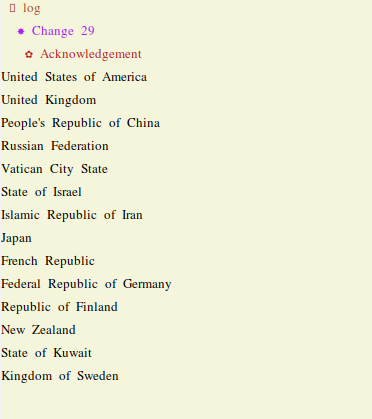 log
Change 29
Acknowledgement
United States of America
United Kingdom
People's Republic of China
Russian Federation
Vatican City State
State of Israel
Islamic Republic of Iran
Japan
French Republic
Federal Republic of Germany
Republic of Finland
New Zealand
State of Kuwait
Kingdom of Sweden